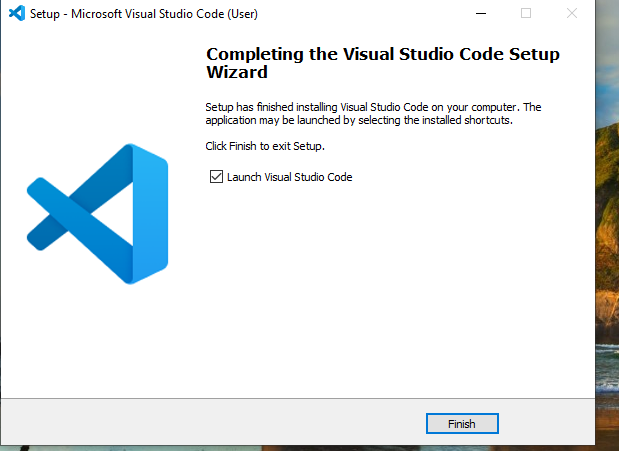 Setup - Microsoft Visual Studio Code (User)
Completing the Visual Studio Code Setup
Wizard
Setup has finished installing Visual Studio Code on your computer. The
application may be launched by selecting the installed shortcuts.
Click Finish to exit Setup.
Launch Visual Studio Code
Finish